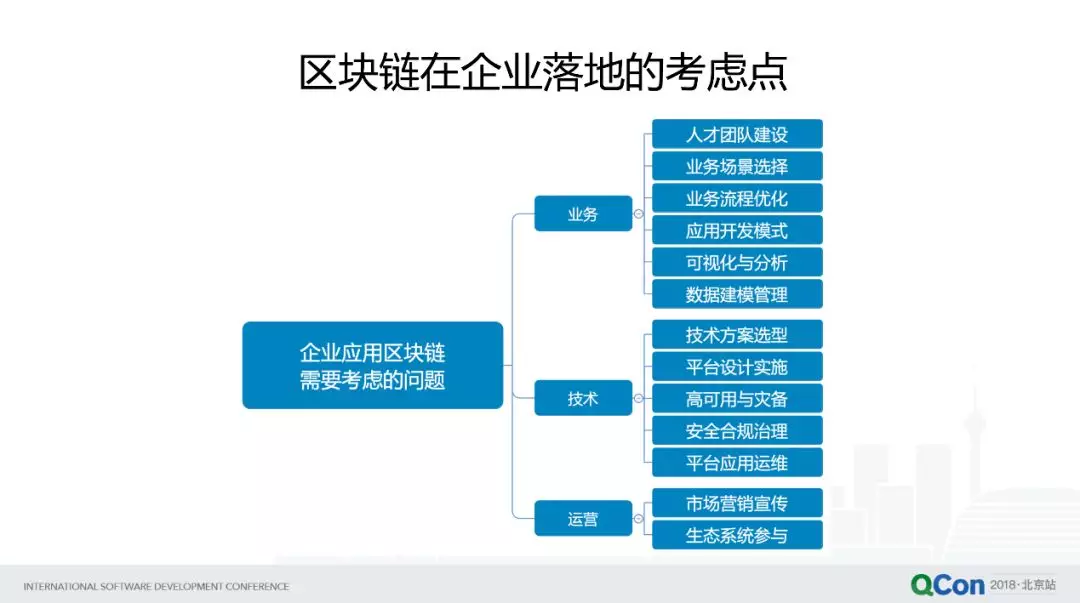 区块链在企业落地的考虑点
企业应用区块链
需要考虑的问题
业务
人才团队建设
业务场景选择
业务流程优化
应用开发模式
可视化与分析
数据建模管理
技术
技术方案选型
平台设计实施
高可用与灾备
安全合规治理
平台应用运维
运营
市场营销宣传
生态系统参与
INTERNATIONAL SOFTWARE DEVELOPMENT CONFERENCE
QCon 2018·北京站